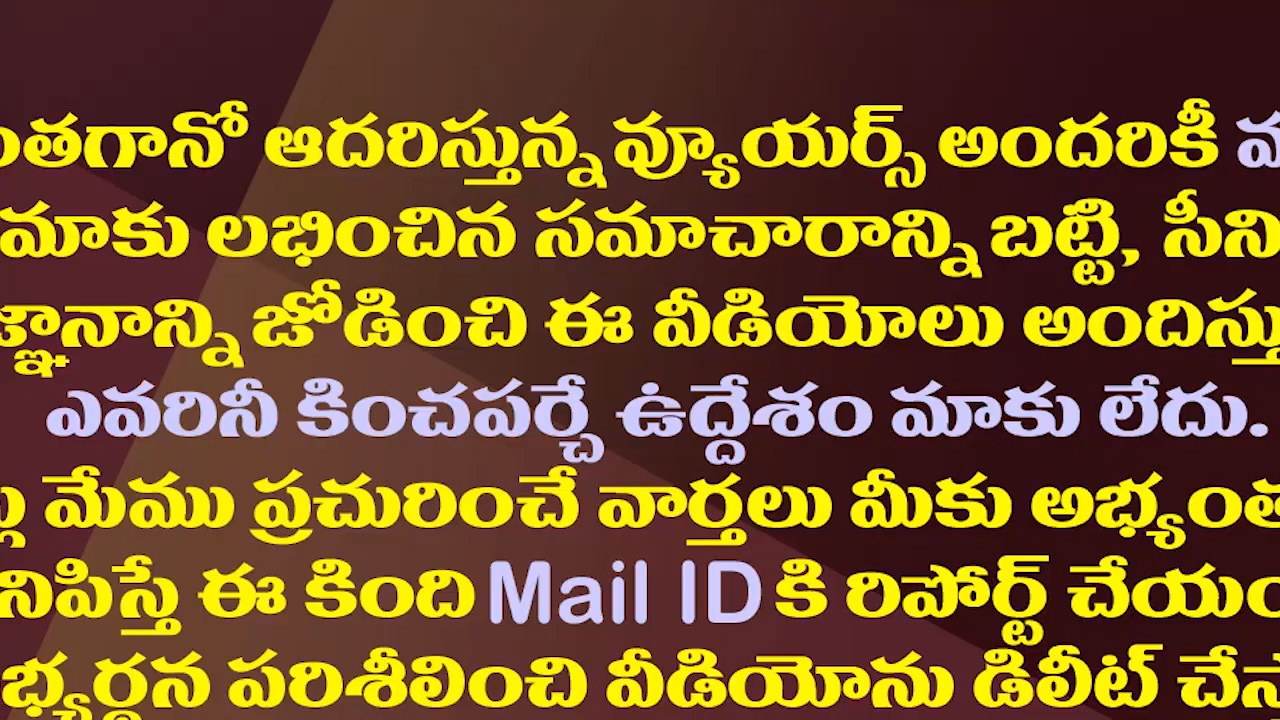 ఆదరిస్తున్న వ్యూయర్స్ అందరికీ
మాకు లభించిన సమాచారాన్ని బట్టి,
జోడించి ఈ వీడియోలు
ఎవరినీ కించపర్చే ఉద్దేశం మాకు లేదు.
మేము ప్రచురించే వార్తలు మీకు
ఈ కింది Mail ID కి రిపోర్ట్
పరిశీలించి వీడియోను డిలీట్